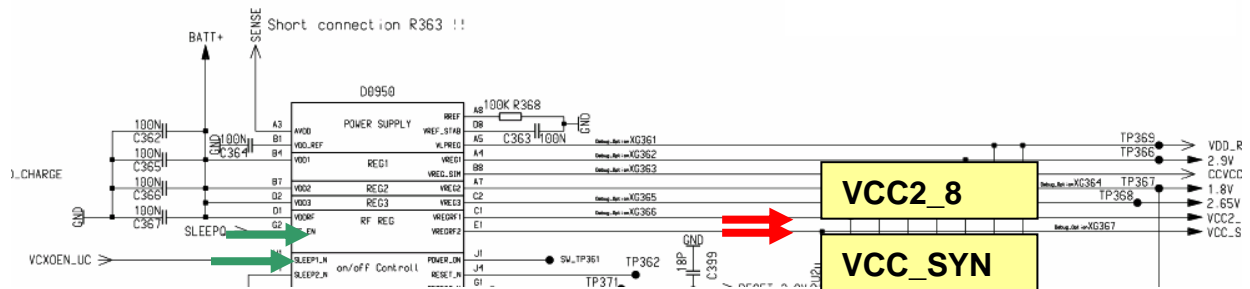 Short connection R363 !!
SENSE
BATT+
D0950
A8 100K R368
A3
100N
C362
GND
100N
C364
B1
B4
AVDD
VDD_REF
VDD1
POWER SUPPLY
RREF
VREF_STAB
VLPREG
D8
A5
C363 100N
GND
XG361
TP369
VDD_R
100N
C365
REG1
VREG1
VREG_SIM
A4
B8
XG362
XG363
TP366
2.9V
CCVCC
_CHARGE
100N
C366
B7
D2
VDD2
VDD3
REG2
REG3
VREG2
VREG3
A7
C2
XG365
VCC2_8
XG364
TP367
1.8V
TP368
2.65V
GND
100N
C367
D1
G2
VDDRF
RF REG
VREGRF1
VREGRF2
C1
E1
XG366
VCC2_
SLEEPQ
_EN
XG367
VCC_S
GND
VCXOEN_UC
SLEEP1_N
SLEEP2_N
on/off Controll
POWER_ON
RESET_N
J1
J4
G1
SW_TP361
TP362
TP371
18P
C399
VCC_SYN